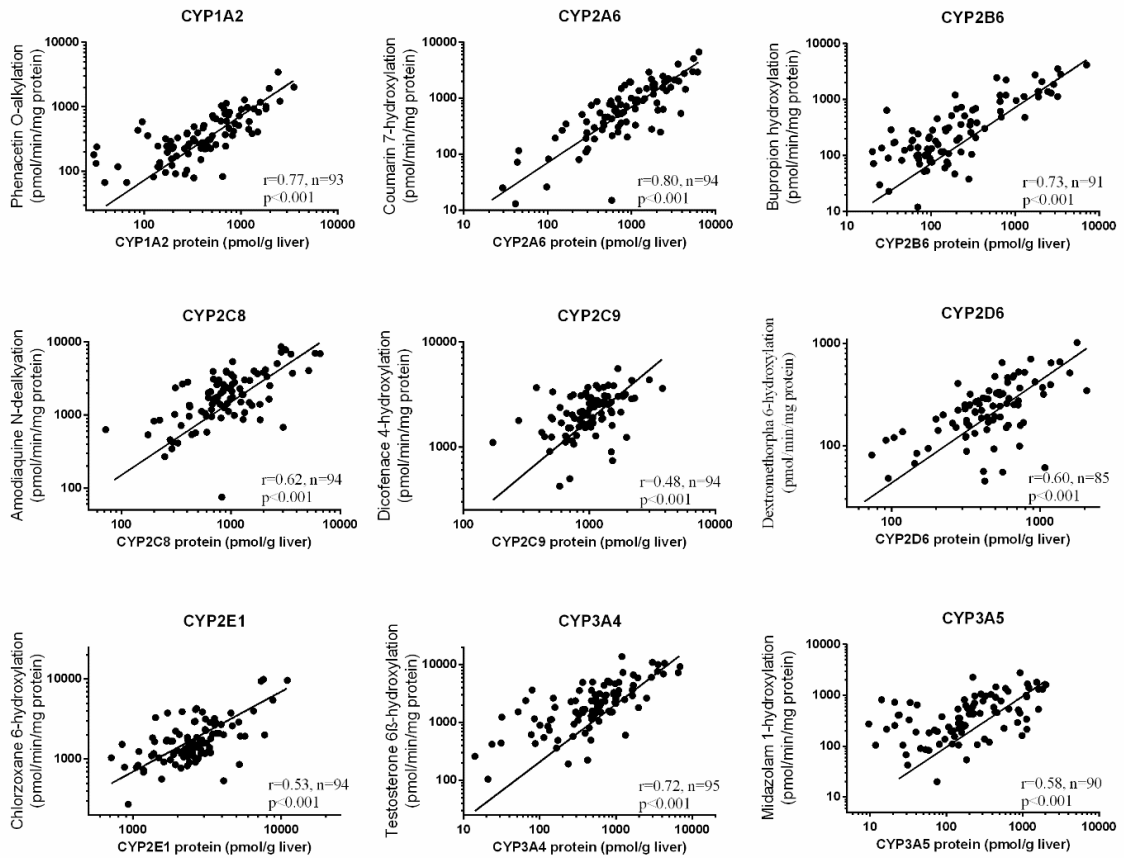 CYP1A2
Phenacetin O-alkylation
(pmol/min/mg protein)
10000
1000
100
100
1000
10000
r=0.77, n=93
p<0.001
CYP1A2 protein (pmol/g liver)
CYP2A6
Coumarin 7-hydroxylation
(pmol/min/mg protein)
10000
1000
100
10
10
100
1000
10000
r=0.80, n=94
p<0.001
CYP2A6 protein (pmol/g liver)
CYP2B6
Bupropion hydroxylation
(pmol/min/mg protein)
10000
1000
100
10
10
100
1000
10000
r=0.73, n=91
p<0.001
CYP2B6 protein (pmol/g liver)
CYP2C8
Amodiaquine N-dealkylation
(pmol/min/mg protein)
10000
1000
100
100
1000
10000
r=0.62, n=94
p<0.001
CYP2C8 protein (pmol/g liver)
CYP2C9
Dicofenace 4-hydroxylation
(pmol/min/mg protein)
10000
1000
100
1000
10000
r=0.48, n=94
p<0.001
CYP2C9 protein (pmol/g liver)
CYP2D6
Dextromethorpha 6-hydroxylation
(pmol/min/mg protein)
1000
100
100
1000
r=0.60, n=85
p<0.001
CYP2D6 protein (pmol/g liver)
CYP2E1
Chlorzoxane 6-hydroxylation
(pmol/min/mg protein)
10000
1000
1000
10000
r=0.53, n=94
p<0.001
CYP2E1 protein (pmol/g liver)
CYP3A4
Testosterone 6ß-hydroxylation
(pmol/min/mg protein)
10000
1000
100
10
100
1000
10000
r=0.72, n=95
p<0.001
CYP3A4 protein (pmol/g liver)
CYP3A5
Midazolam 1-hydroxylation
(pmol/min/mg protein)
10000
1000
100
10
10
100
1000
10000
r=0.58, n=90
p<0.001
CYP3A5 protein (pmol/g liver)